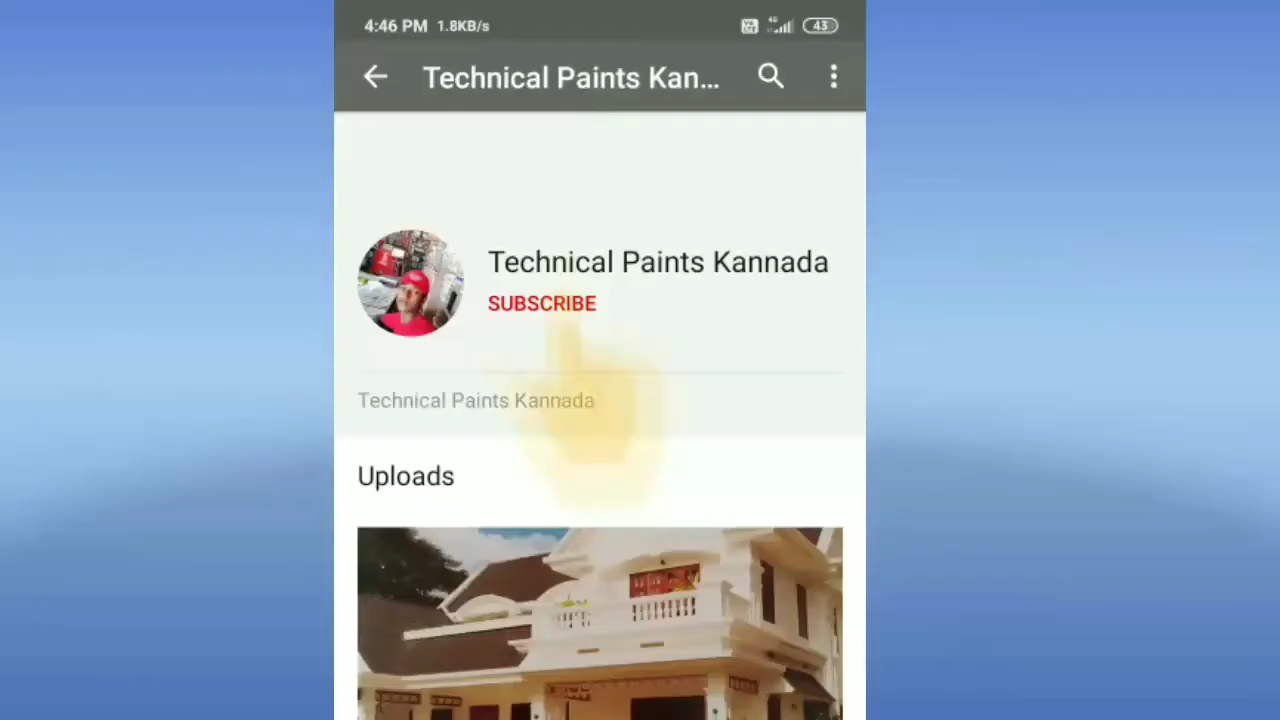 4:46 PM 1.8KB/s 43
Technical Paints Kan...
Technical Paints Kannada
SUBSCRIBE
Technical Paints Kannada
Uploads